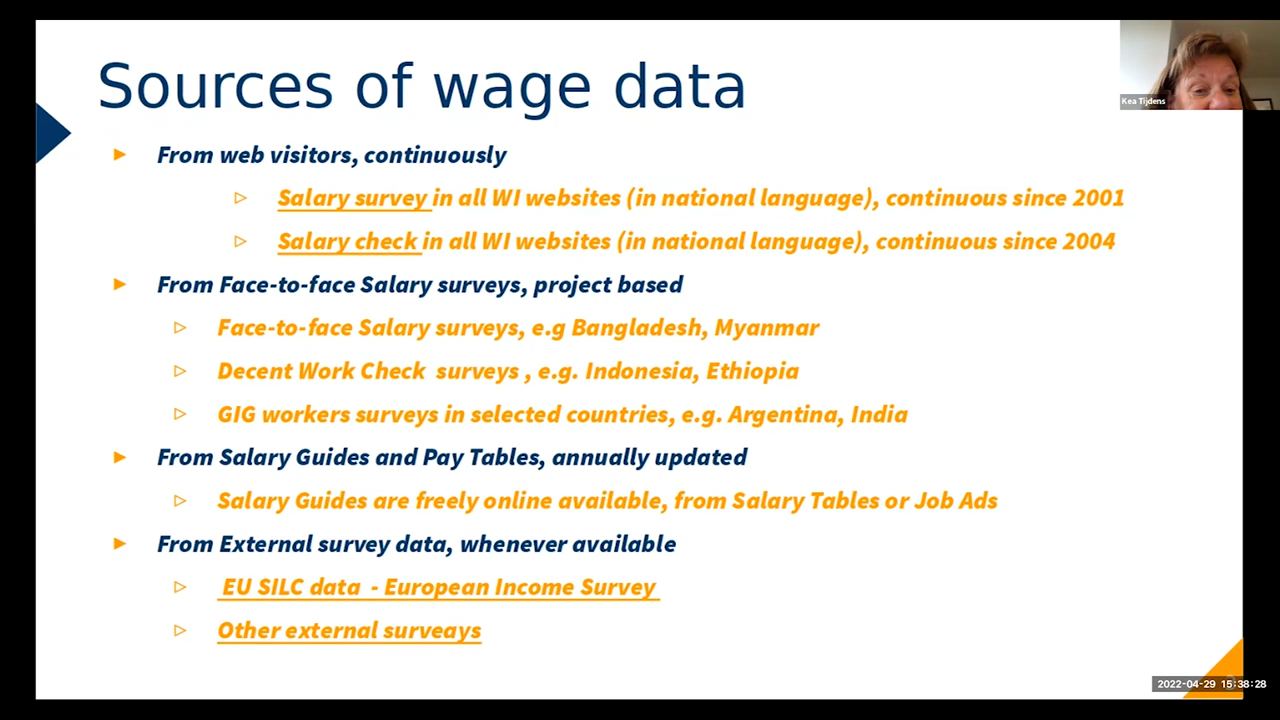 Sources of wage data
Kea Tijdens
From web visitors, continuously
Salary survey in all WI websites (in national language), continuous since 2001
Salary check in all WI websites (in national language), continuous since 2004
From Face-to-face Salary surveys, project based
Face-to-face Salary surveys, e.g Bangladesh, Myanmar
Decent Work Check  surveys , e.g. Indonesia, Ethiopia
GIG workers surveys in selected countries, e.g. Argentina, India
From Salary Guides and Pay Tables, annually updated
Salary Guides are freely online available, from Salary Tables or Job Ads
From External survey data, whenever available
EU SILC data  - European Income Survey
Other external surveays
2022-04-29 15:38:28